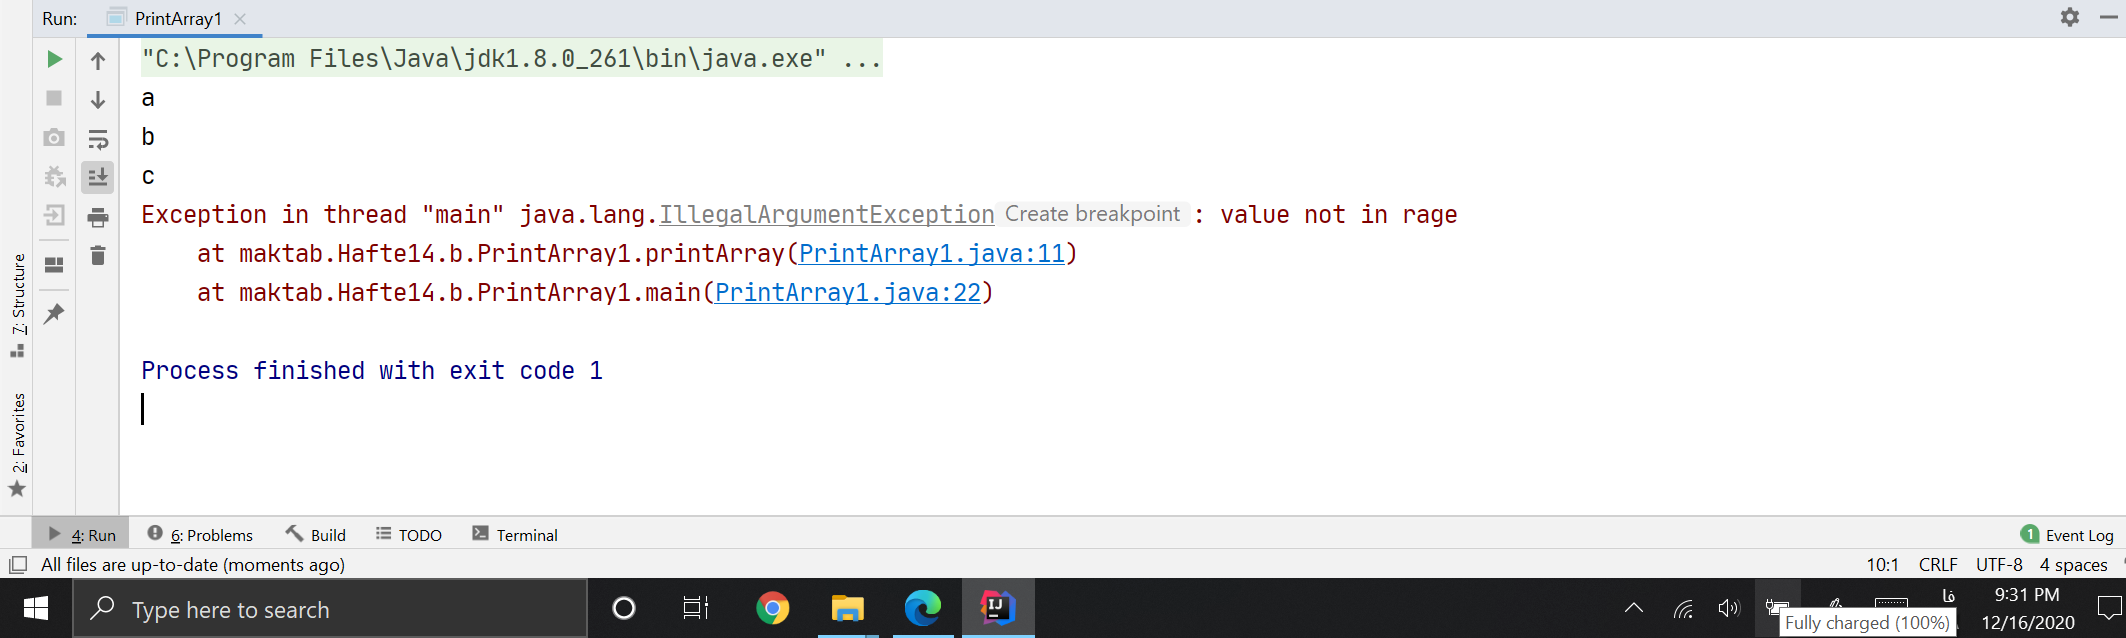 Run: PrintArray1
"C:\Program Files\Java\jdk1.8.0_261\bin\java.exe" ...
a
b
c
Exception in thread "main" java.lang.IllegalArgumentException Create breakpoint : value not in rage
at maktab.Hafte14.b.PrintArray1.printArray(PrintArray1.java:11)
at maktab.Hafte14.b.PrintArray1.main(PrintArray1.java:22)
Process finished with exit code 1
7: Structure
2: Favorites
4: Run 6: Problems Build TODO Terminal 1 Event Log
All files are up-to-date (moments ago) 10:1 CRLF UTF-8 4 spaces
Type here to search IJ فا 9:31 PM
12/16/2020
Fully charged (100%)